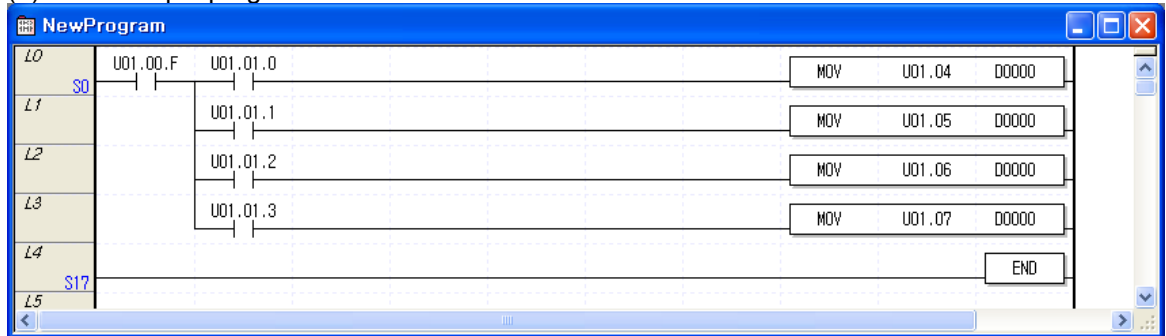 NewProgram
L0 U01.00.F U01.01.0 MOV U01.04 D0000
S0
L1 U01.01.1 MOV U01.05 D0000
L2 U01.01.2 MOV U01.06 D0000
L3 U01.01.3 MOV U01.07 D0000
L4 END
S17
L5